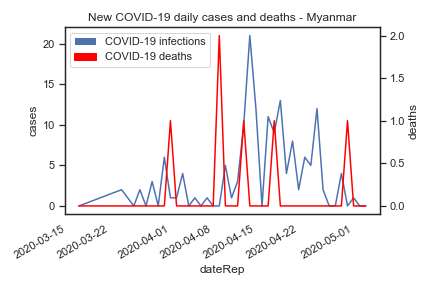 New COVID-19 daily cases and deaths - Myanmar
COVID-19 infections
COVID-19 deaths
20
15
10
5
0
cases
2.0
1.5
1.0
0.5
0.0
deaths
2020-03-15
2020-03-22
2020-04-01
2020-04-08
2020-04-15
2020-04-22
2020-05-01
dateRep